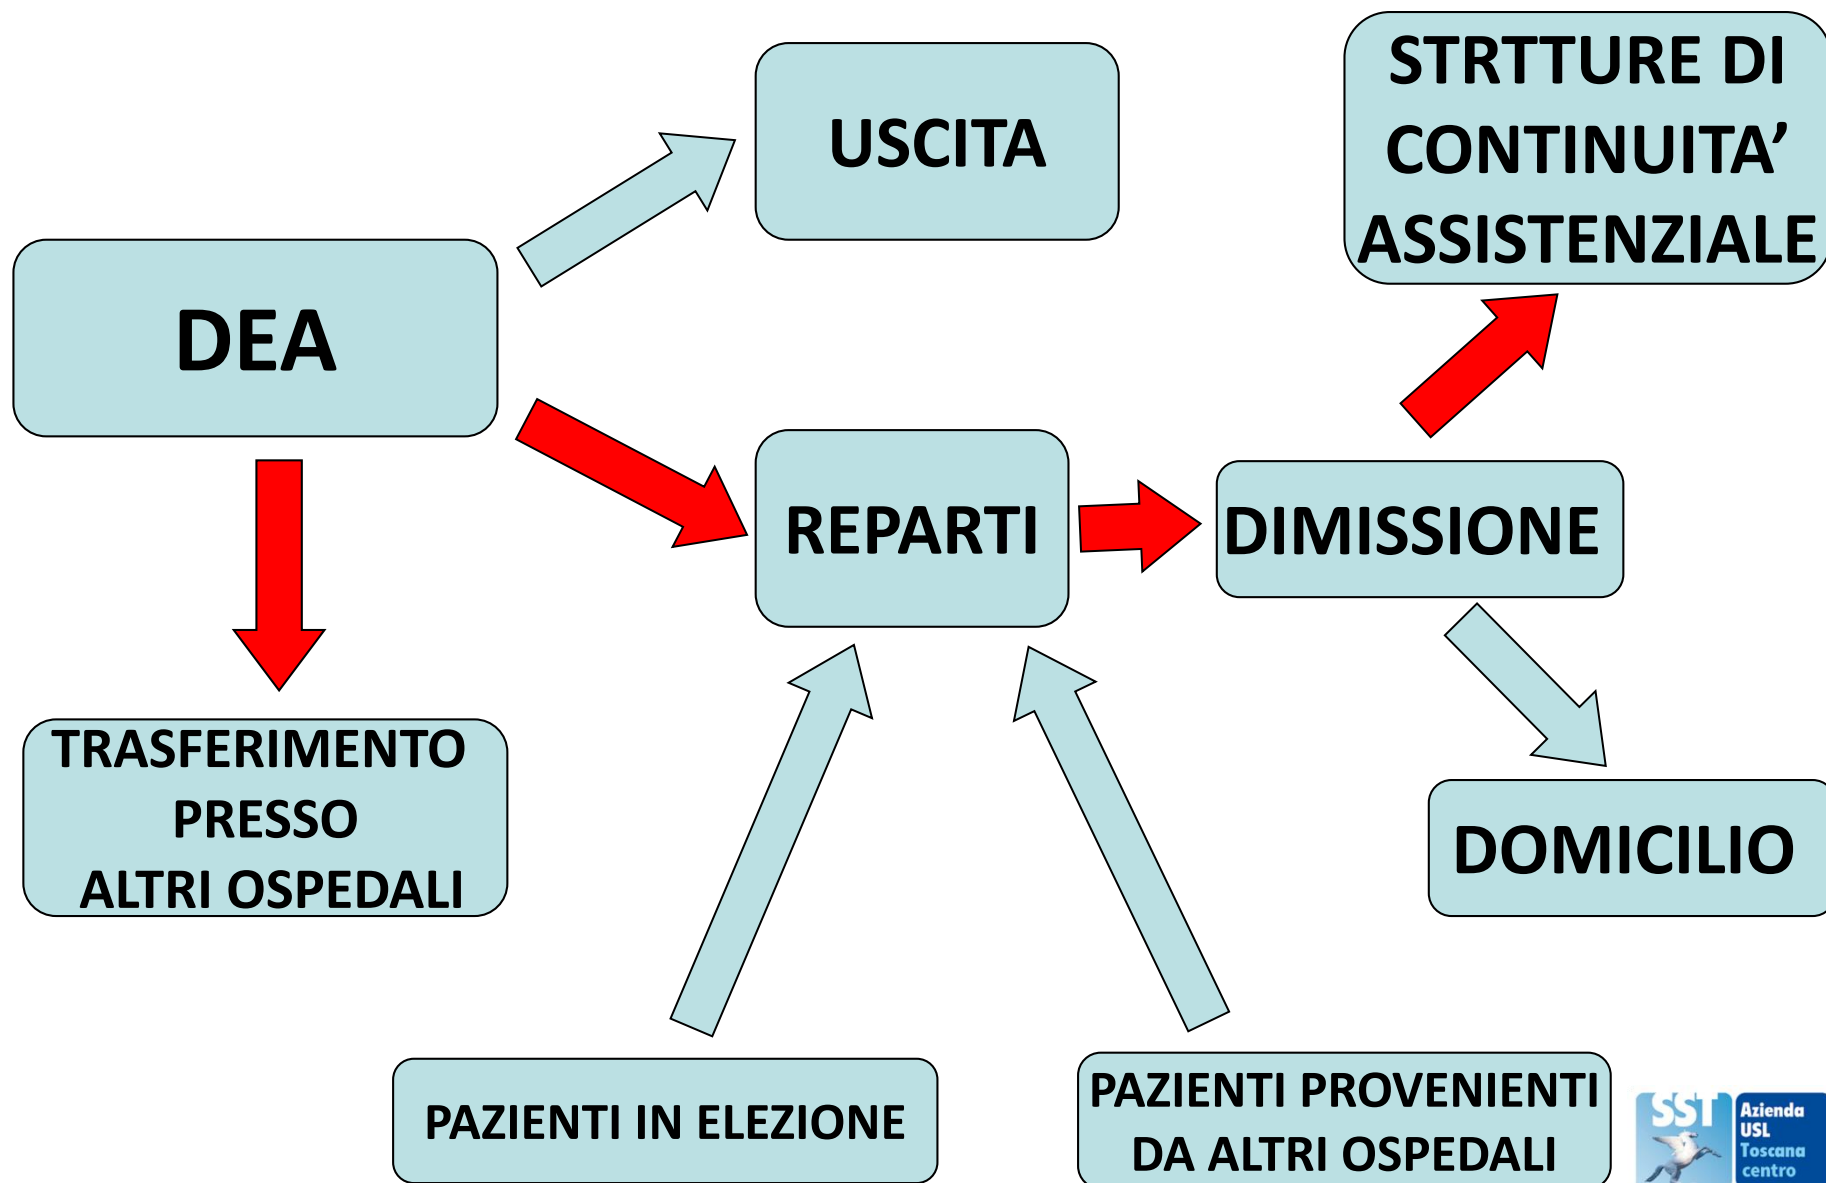 STRTTURE DI
CONTINUITA’
ASSISTENZIALE
USCITA
DEA
REPARTI
DIMISSIONE
TRASFERIMENTO
PRESSO
ALTRI OSPEDALI
DOMICILIO
PAZIENTI IN ELEZIONE
PAZIENTI PROVENIENTI
DA ALTRI OSPEDALI
SST
Azienda
USL
Toscana
centro